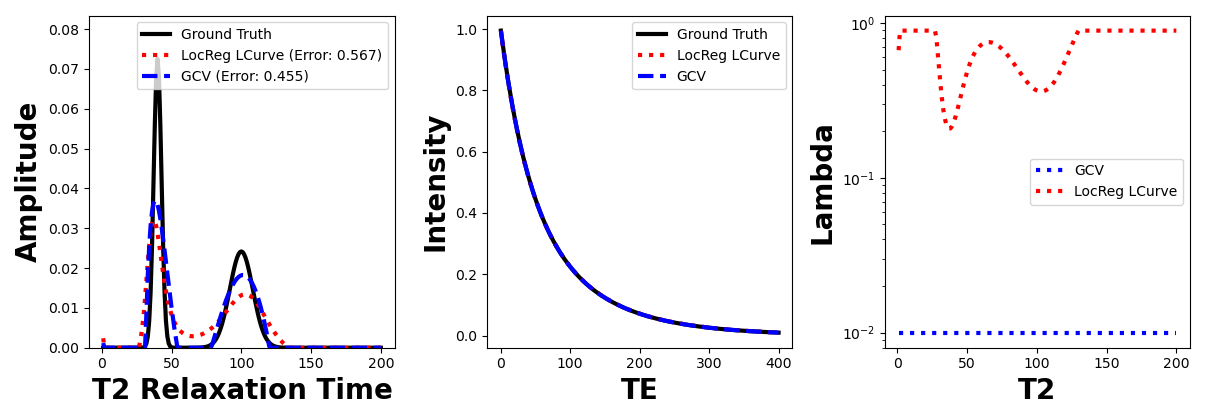 0.08
0.07
0.06
0.05
0.04
0.03
0.02
0.01
0.00
0
50
100
150
200
Amplitude
T2 Relaxation Time
Ground Truth
LocReg LCurve (Error: 0.567)
GCV (Error: 0.455)
1.0
0.8
0.6
0.4
0.2
0.0
0
100
200
300
400
Intensity
TE
Ground Truth
LocReg LCurve
GCV
10⁰
10⁻¹
10⁻²
0
50
100
150
200
Lambda
T2
GCV
LocReg LCurve